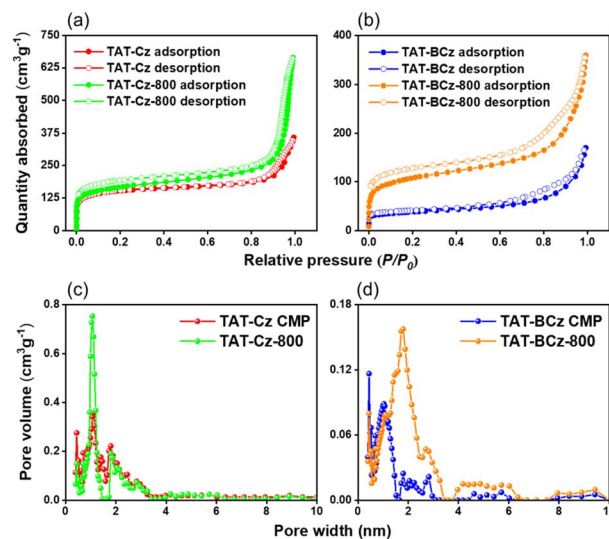 (a)
750
625
500
375
250
125
0
TAT-Cz adsorption
TAT-Cz desorption
TAT-Cz-800 adsorption
TAT-Cz-800 desorption
0.0 0.2 0.4 0.6 0.8 1.0
Quantity absorbed (cm³g⁻¹)
(b)
400
300
200
100
0
TAT-BCz adsorption
TAT-BCz desorption
TAT-BCz-800 adsorption
TAT-BCz-800 desorption
0.0 0.2 0.4 0.6 0.8 1.0
Relative pressure (P/P₀)
(c)
0.8
0.6
0.4
0.2
0.0
TAT-Cz CMP
TAT-Cz-800
0 2 4 6 8 10
Pore volume (cm³g⁻¹)
(d)
0.18
0.12
0.06
0.00
TAT-BCz CMP
TAT-BCz-800
0 2 4 6 8 10
Pore width (nm)